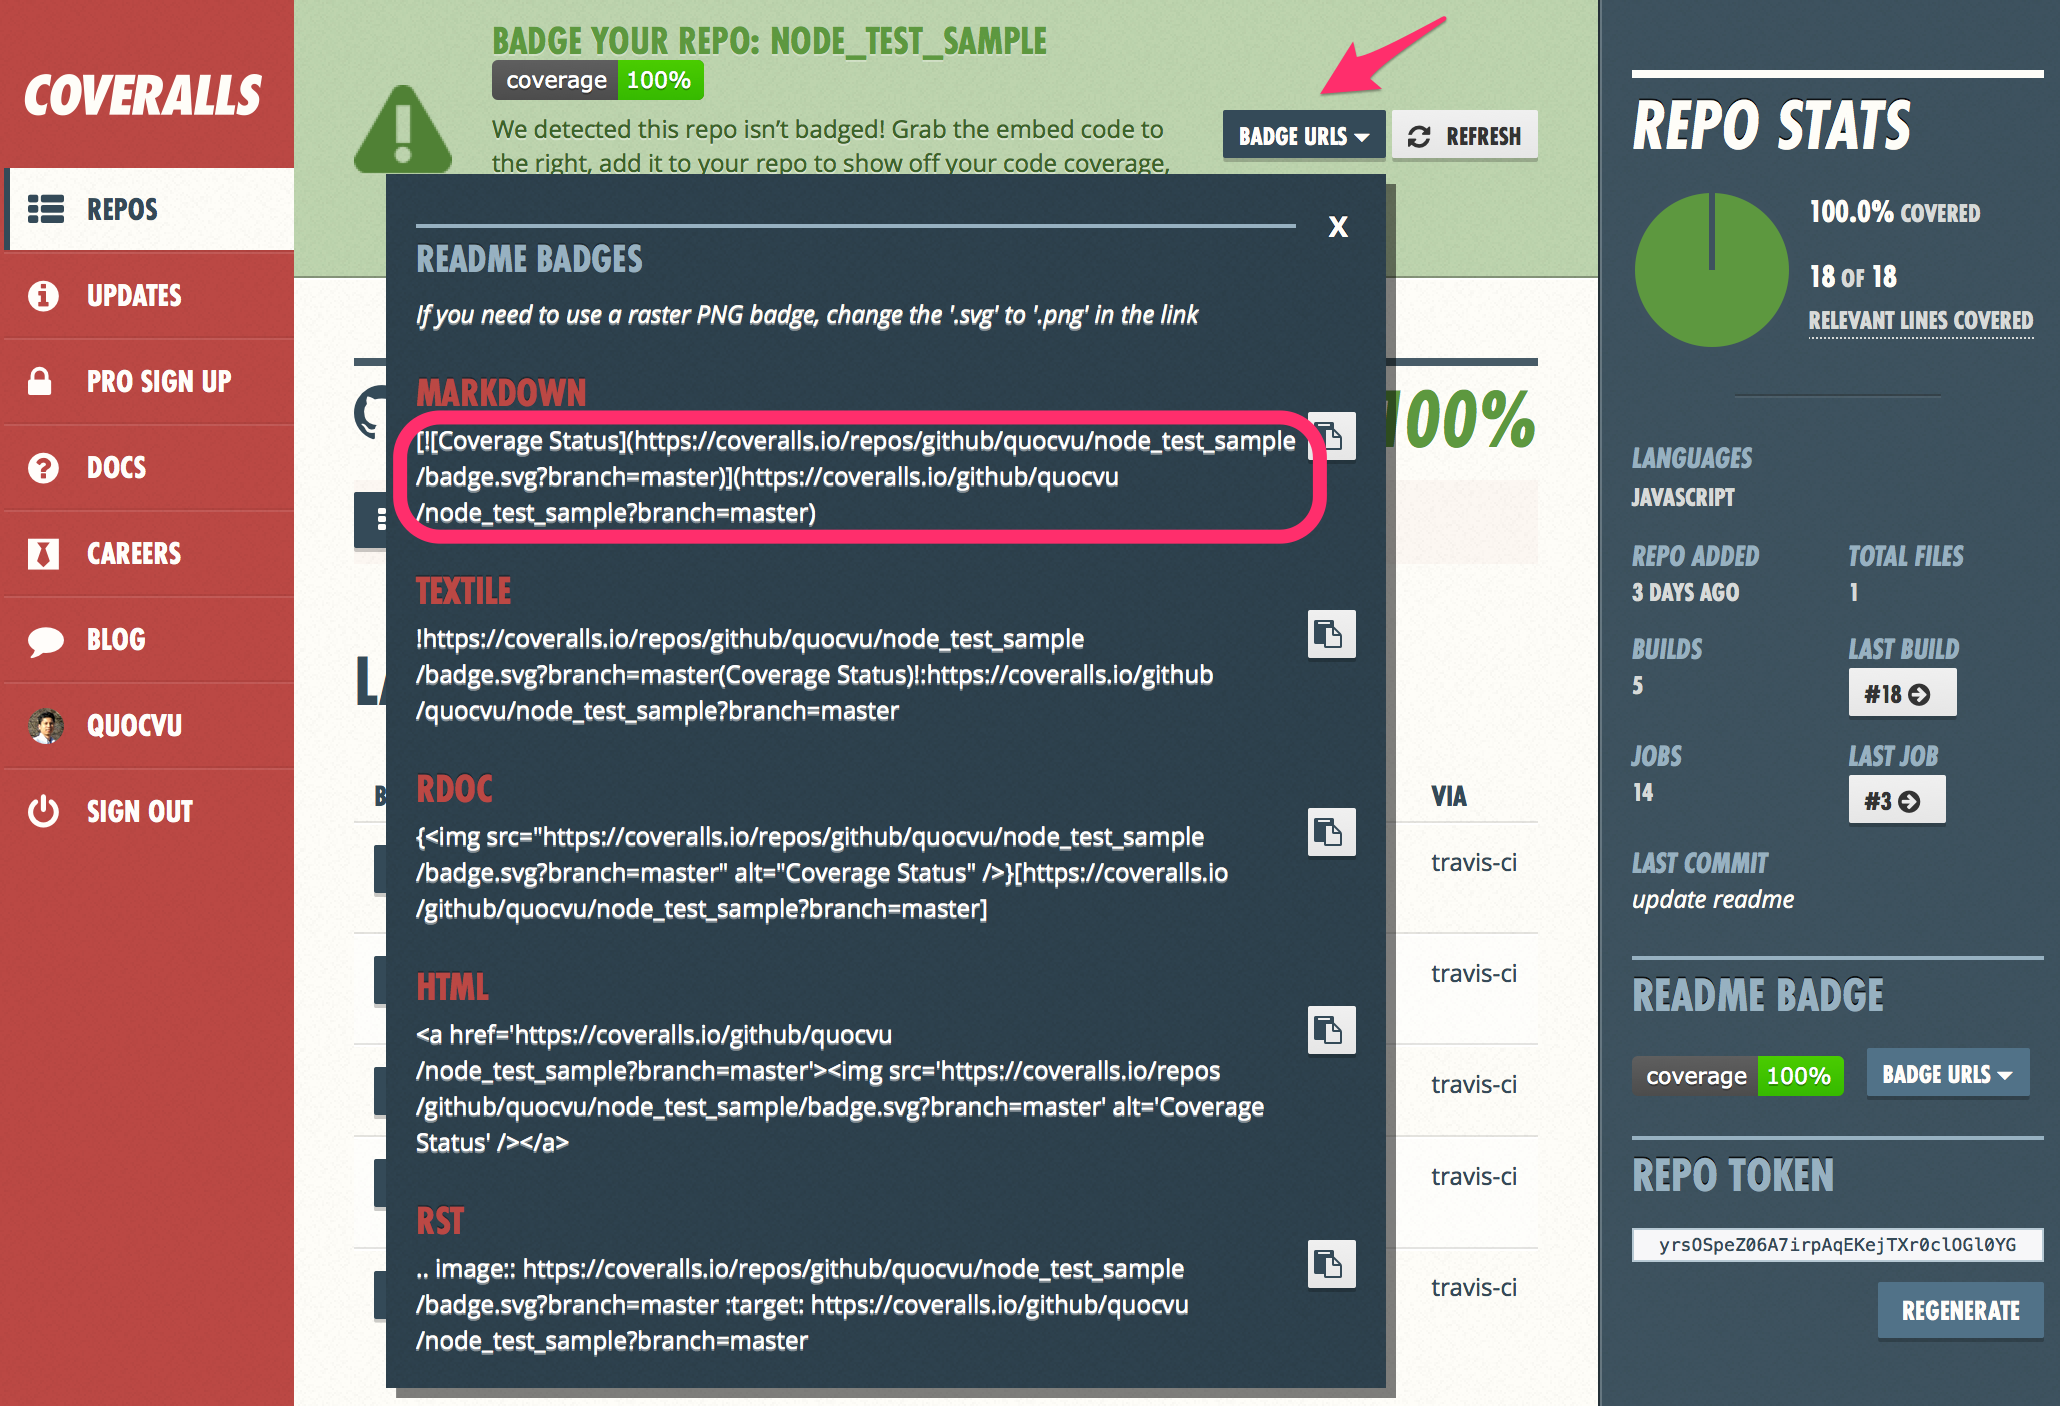 COVERALLS
REPOS
UPDATES
PRO SIGN UP
DOCS
CAREERS
BLOG
QUOCVU
SIGN OUT
BADGE YOUR REPO: NODE_TEST_SAMPLE
coverage 100%
We detected this repo isn't badged! Grab the embed code to
the right, add it to your repo to show off your code coverage,
BADGE URLS
REFRESH
X
README BADGES
If you need to use a raster PNG badge, change the '.svg' to '.png' in the link
MARKDOWN
[![Coverage Status](https://coveralls.io/repos/github/quocvu/node_test_sample
/badge.svg?branch=master)](https://coveralls.io/github/quocvu
/node_test_sample?branch=master)
TEXTILE
!https://coveralls.io/repos/github/quocvu/node_test_sample
/badge.svg?branch=master(Coverage Status)!:https://coveralls.io/github
/quocvu/node_test_sample?branch=master
RDOC
{<img src="https://coveralls.io/repos/github/quocvu/node_test_sample
/badge.svg?branch=master" alt="Coverage Status" />}[https://coveralls.io
/github/quocvu/node_test_sample?branch=master]
HTML
<a href='https://coveralls.io/github/quocvu
/node_test_sample?branch=master'><img src='https://coveralls.io/repos
/github/quocvu/node_test_sample/badge.svg?branch=master' alt='Coverage
Status' /></a>
RST
.. image:: https://coveralls.io/repos/github/quocvu/node_test_sample
/badge.svg?branch=master :target: https://coveralls.io/github/quocvu
/node_test_sample?branch=master
100%
LA
B
VIA
travis-ci
travis-ci
travis-ci
travis-ci
travis-ci
REPO STATS
100.0% COVERED
18 OF 18
RELEVANT LINES COVERED
LANGUAGES
JAVASCRIPT
REPO ADDED
3 DAYS AGO
TOTAL FILES
1
BUILDS
5
LAST BUILD
#18
JOBS
14
LAST JOB
#3
LAST COMMIT
update readme
README BADGE
coverage 100%
BADGE URLS
REPO TOKEN
yrsOSpeZ06A7irpAqEKejTXr0clOGl0YG
REGENERATE